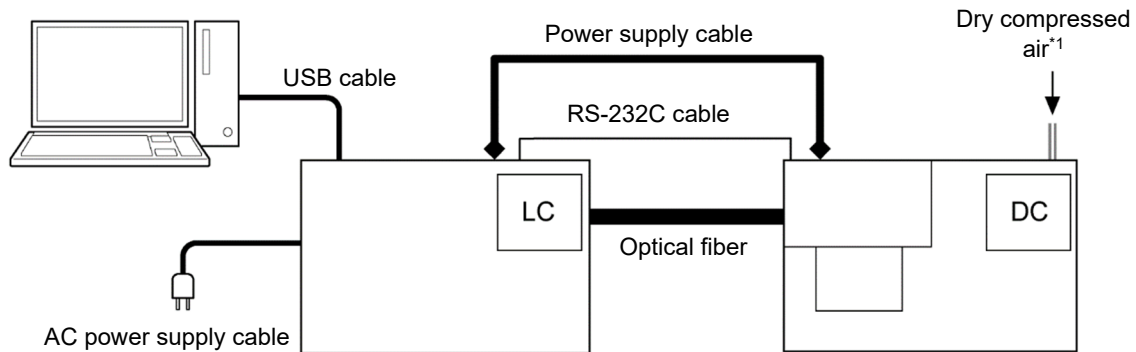 Dry compressed
air*1
Power supply cable
USB cable
RS-232C cable
LC
DC
Optical fiber
AC power supply cable